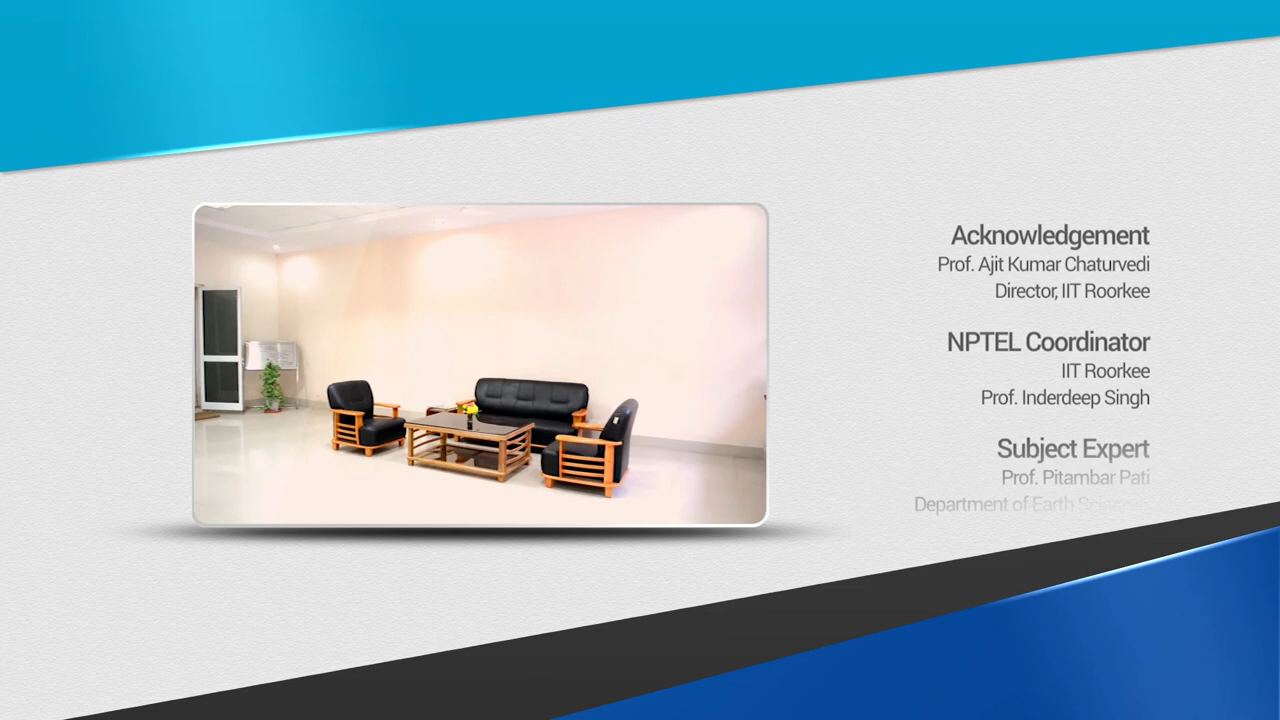 Acknowledgement
Prof. Ajit Kumar Chaturvedi
Director, IIT Roorkee
NPTEL Coordinator
IIT Roorkee
Prof. Inderdeep Singh
Subject Expert
Prof. Pitambar Pati
Department of Earth